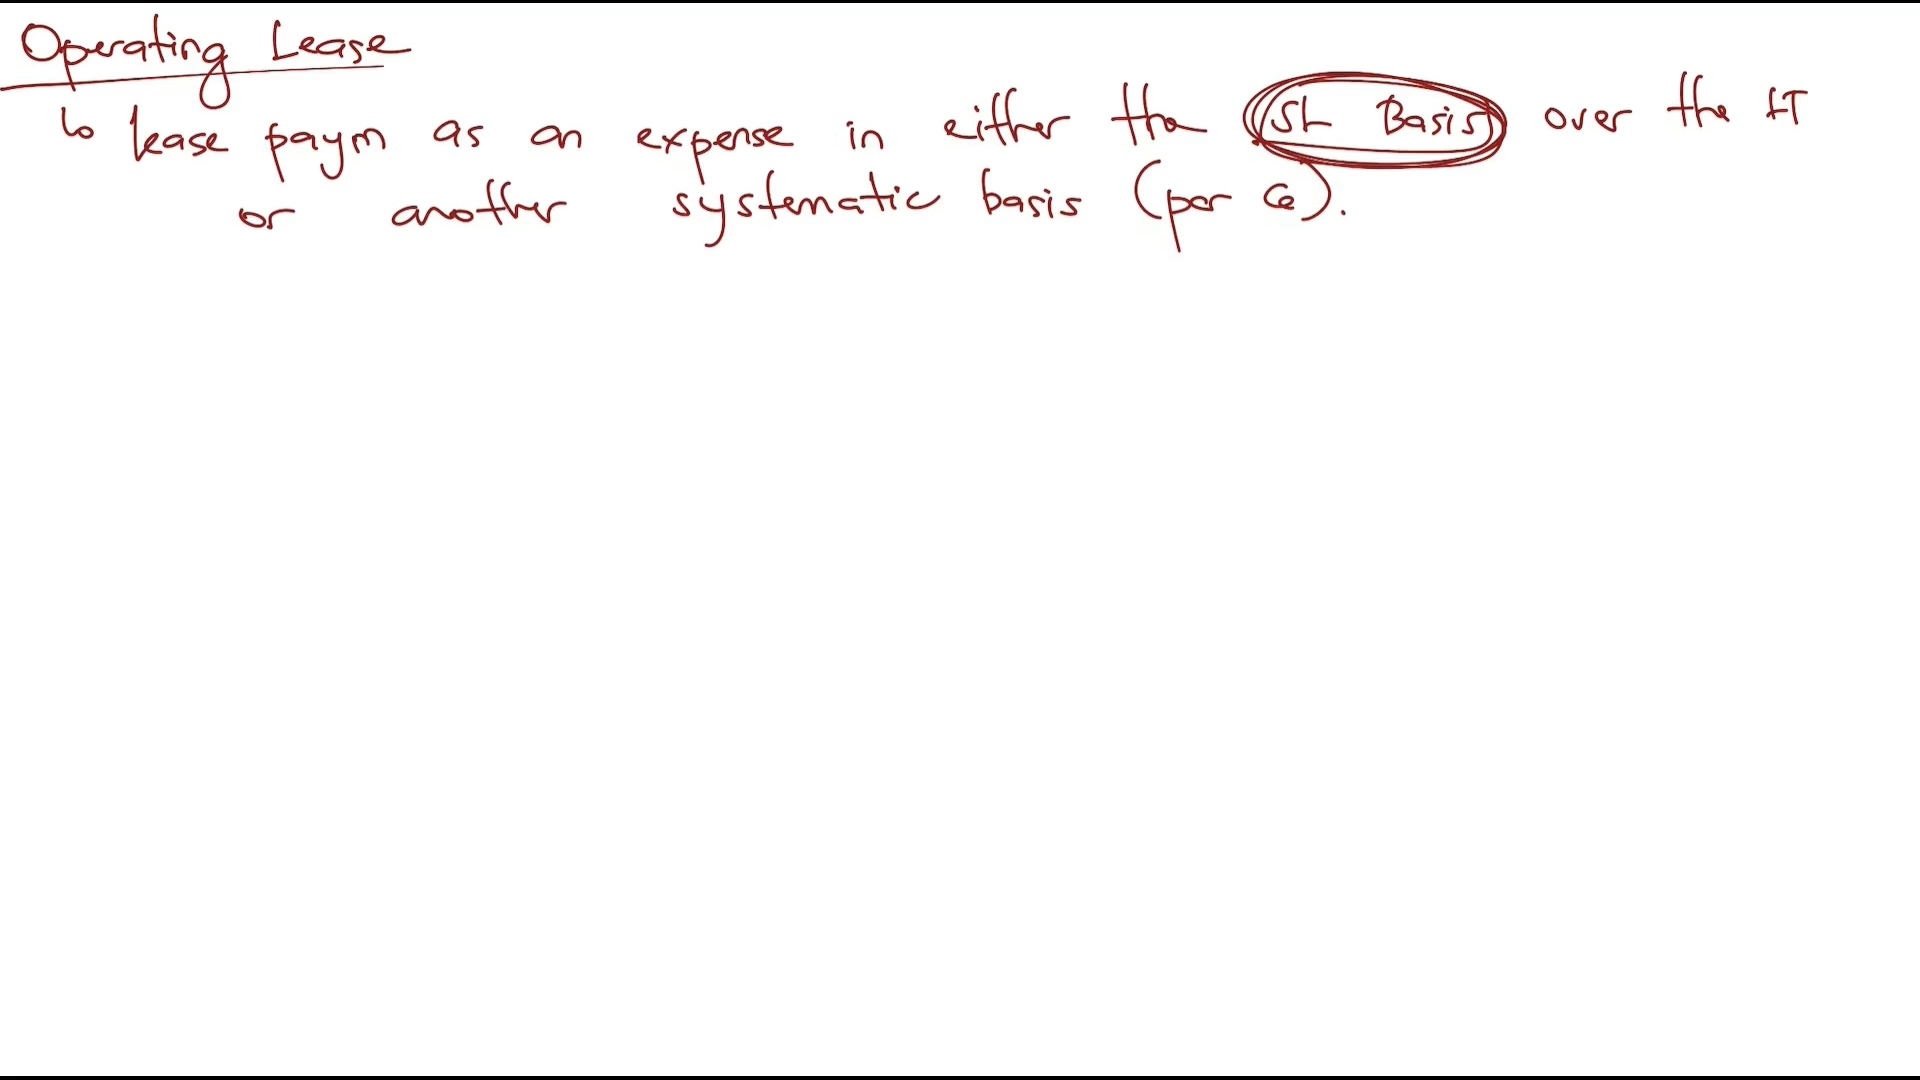 Operating Lease
↳ lease paym as an expense in either the SL Basis over the LT
or another systematic basis (per Co).